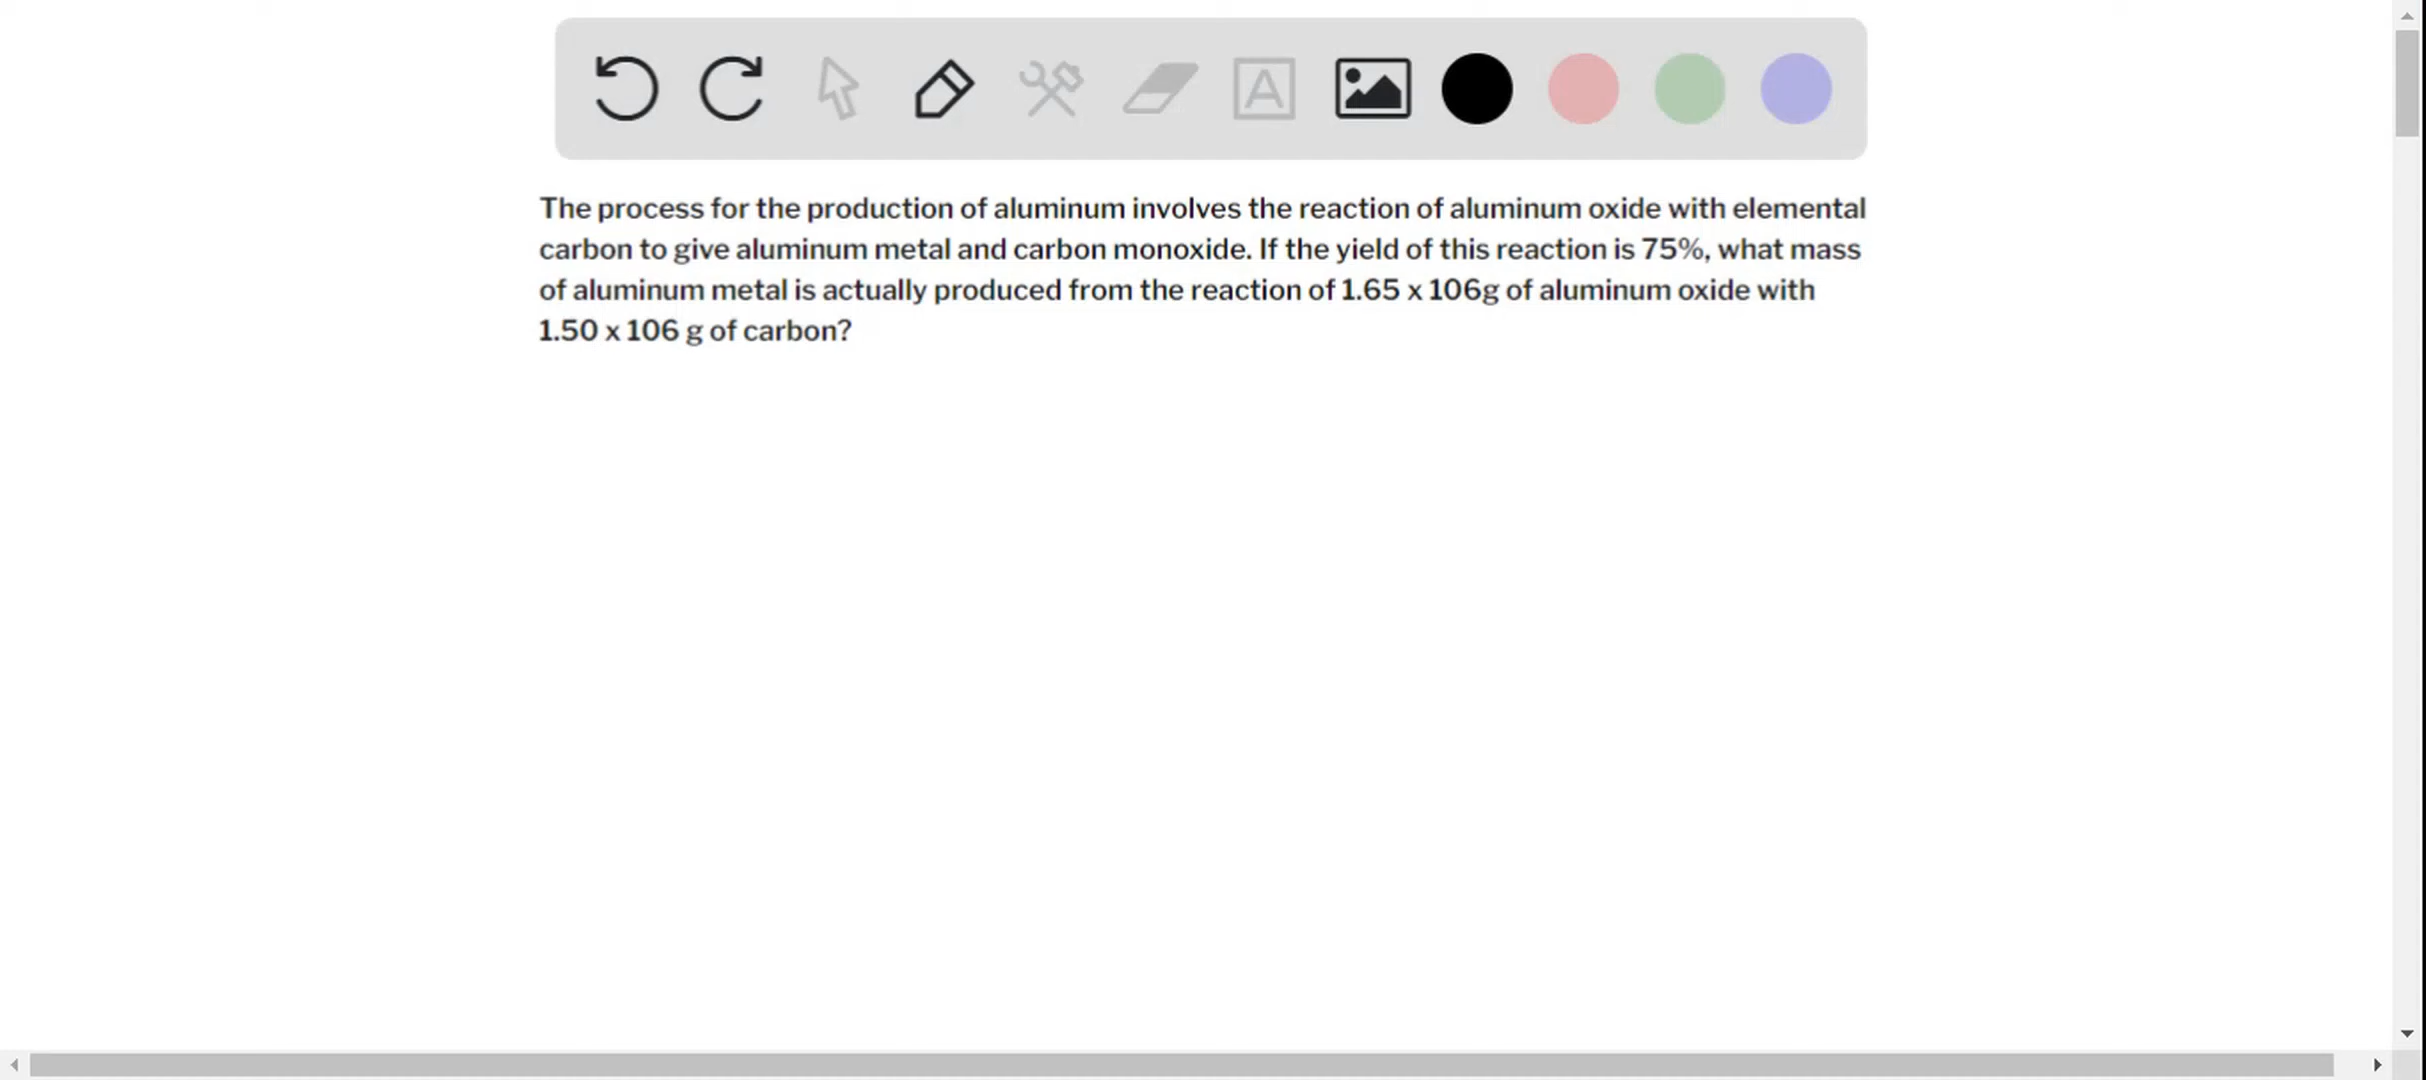 A
The process for the production of aluminum involves the reaction of aluminum oxide with elemental
carbon to give aluminum metal and carbon monoxide. If the yield of this reaction is 75%, what mass
of aluminum metal is actually produced from the reaction of 1.65 x 106g of aluminum oxide with
1.50 x 106 g of carbon?